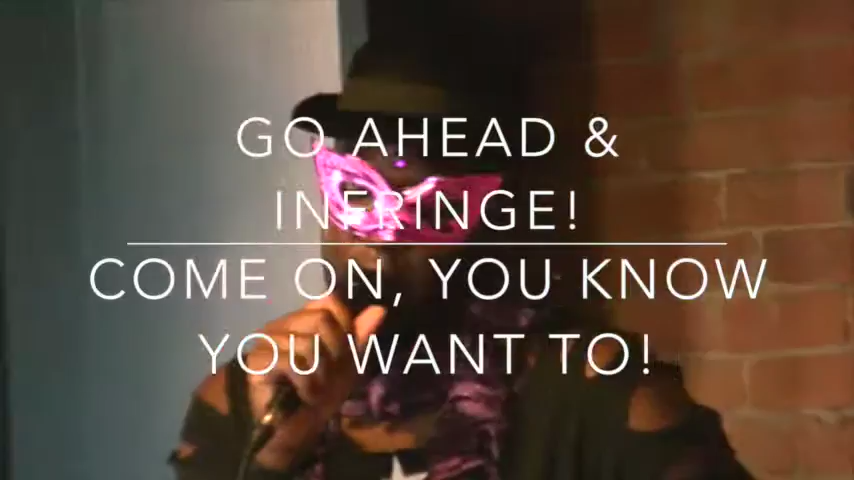 GO AHEAD &
INFRINGE!
COME ON, YOU KNOW
YOU WANT TO!